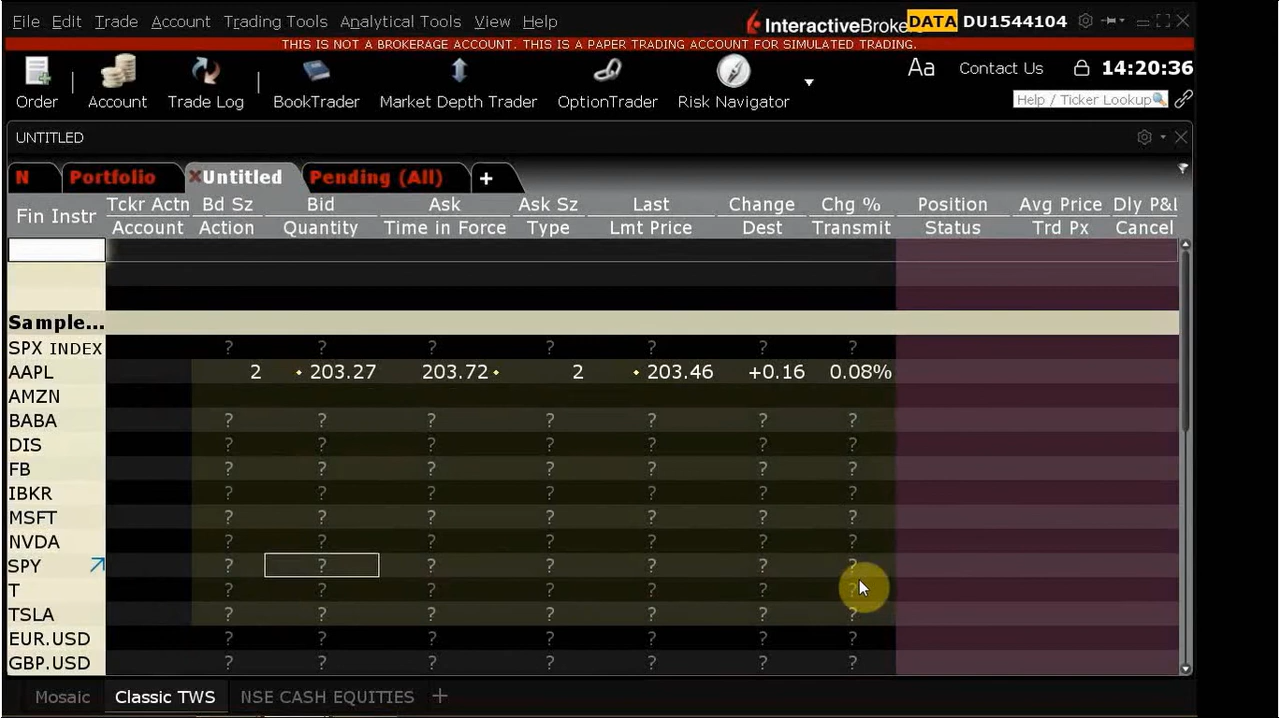 File Edit Trade Account Trading Tools Analytical Tools View Help InteractiveBroke DATA DU1544104
THIS IS NOT A BROKERAGE ACCOUNT. THIS IS A PAPER TRADING ACCOUNT FOR SIMULATED TRADING.
Order Account Trade Log BookTrader Market Depth Trader OptionTrader Risk Navigator Aa Contact Us 14:20:36
Help / Ticker Lookup
UNTITLED
N Portfolio Untitled Pending (All) +
Fin Instr Tckr Actn Bd Sz Bid Ask Ask Sz Last Change Chg % Position Avg Price Dly P&L
Account Action Quantity Time in Force Type Lmt Price Dest Transmit Status Trd Px Cancel
Sample...
SPX INDEX ? ? ? ? ? ? ?
AAPL 2 203.27 203.72 2 203.46 +0.16 0.08%
AMZN
BABA ? ? ? ? ? ? ?
DIS ? ? ? ? ? ? ?
FB ? ? ? ? ? ? ?
IBKR ? ? ? ? ? ? ?
MSFT ? ? ? ? ? ? ?
NVDA ? ? ? ? ? ? ?
SPY ? ? ? ? ? ? ?
T ? ? ? ? ? ? ?
TSLA ? ? ? ? ? ? ?
EUR.USD ? ? ? ? ? ? ?
GBP.USD ? ? ? ? ? ? ?
Mosaic Classic TWS NSE CASH EQUITIES +